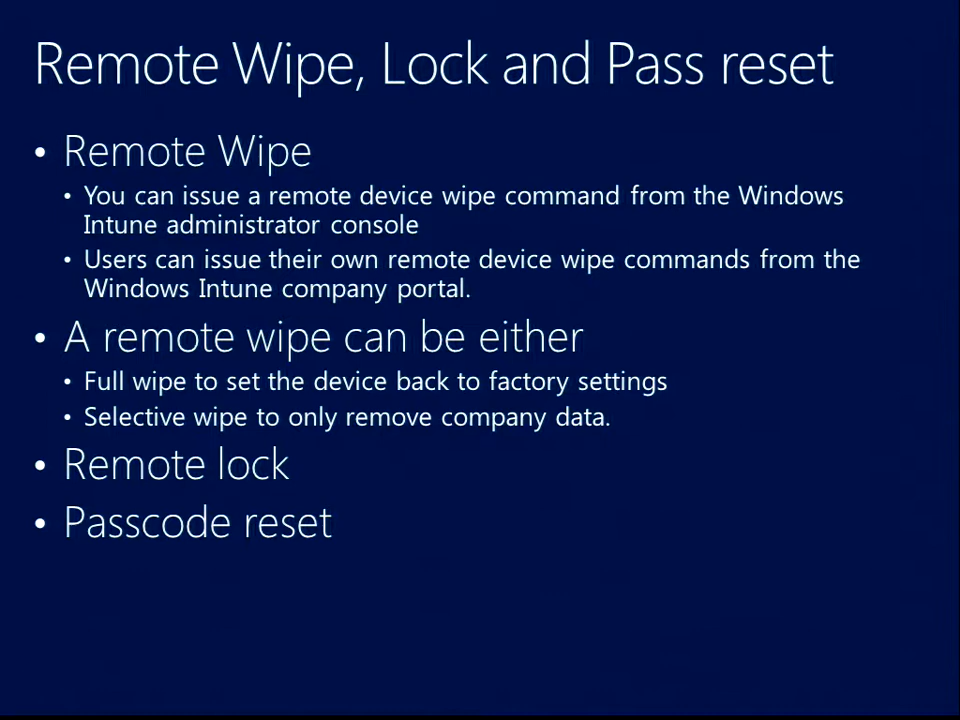 Remote Wipe, Lock and Pass reset
• Remote Wipe
• You can issue a remote device wipe command from the Windows
Intune administrator console
• Users can issue their own remote device wipe commands from the
Windows Intune company portal.
• A remote wipe can be either
• Full wipe to set the device back to factory settings
• Selective wipe to only remove company data.
• Remote lock
• Passcode reset